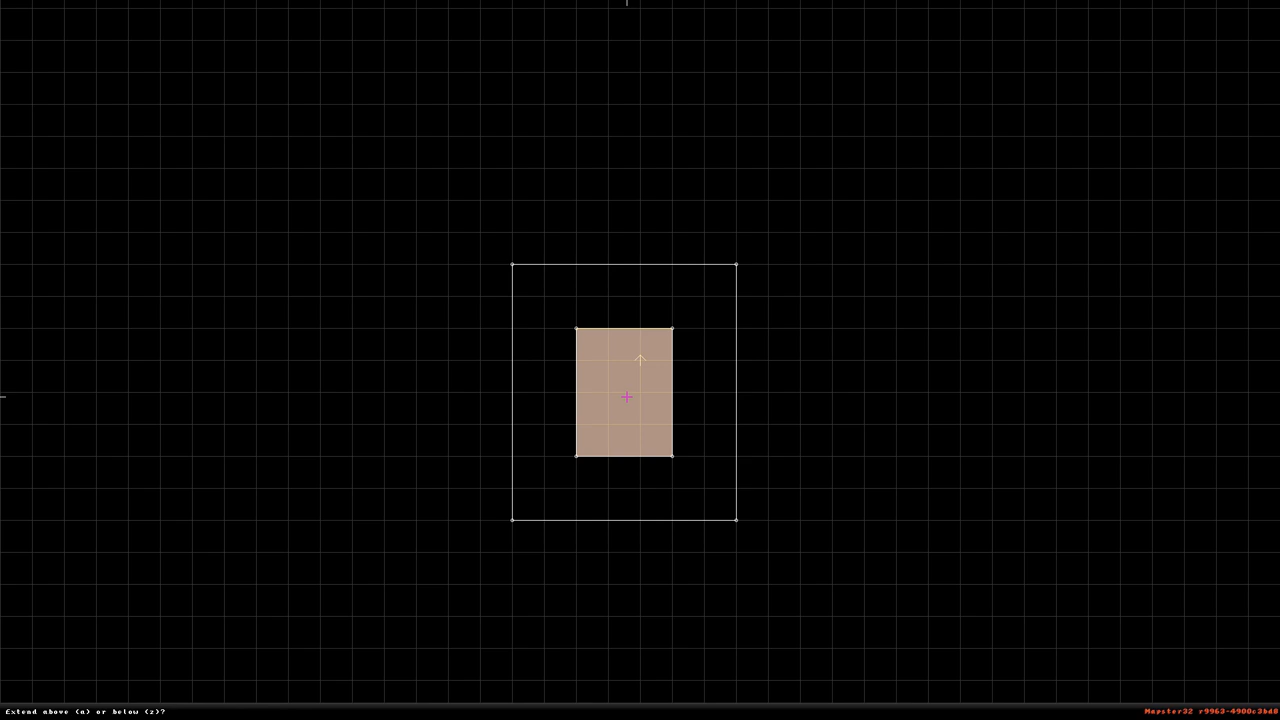 Extend above (a) or below (z)?
Mapster32 r9963-4900c3bd8